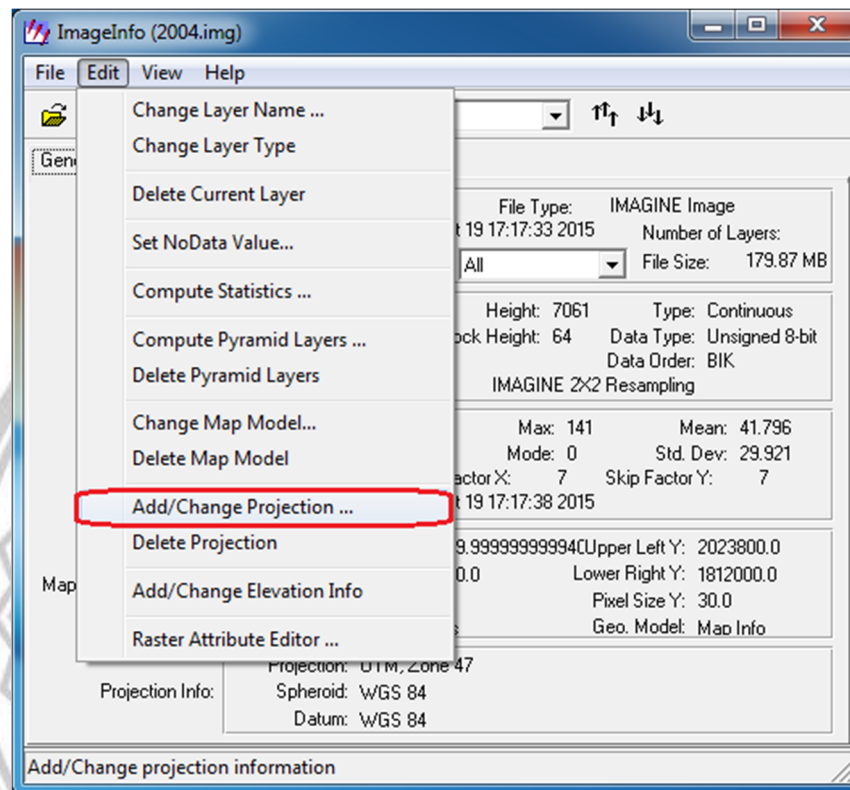 ImageInfo (2004.img)
File Edit View Help
Change Layer Name ...
Change Layer Type
Delete Current Layer
Set NoData Value...
Compute Statistics ...
Compute Pyramid Layers ...
Delete Pyramid Layers
Change Map Model...
Delete Map Model
Add/Change Projection ...
Delete Projection
Add/Change Elevation Info
Raster Attribute Editor ...
File Type: IMAGINE Image
19 17:17:33 2015 Number of Layers:
All File Size: 179.87 MB
Height: 7061 Type: Continuous
Height: 64 Data Type: Unsigned 8-bit
Data Order: BIK
IMAGINE 2X2 Resampling
Max: 141 Mean: 41.796
Mode: 0 Std. Dev: 29.921
X: 7 Skip Factor Y: 7
19 17:17:38 2015
Upper Left Y: 2023800.0
0.0 Lower Right Y: 1812000.0
Map
Pixel Size Y: 30.0
Geo. Model: Map Info
Projection: UTM, Zone 47
Projection Info: Spheroid: WGS 84
Datum: WGS 84
Add/Change projection information